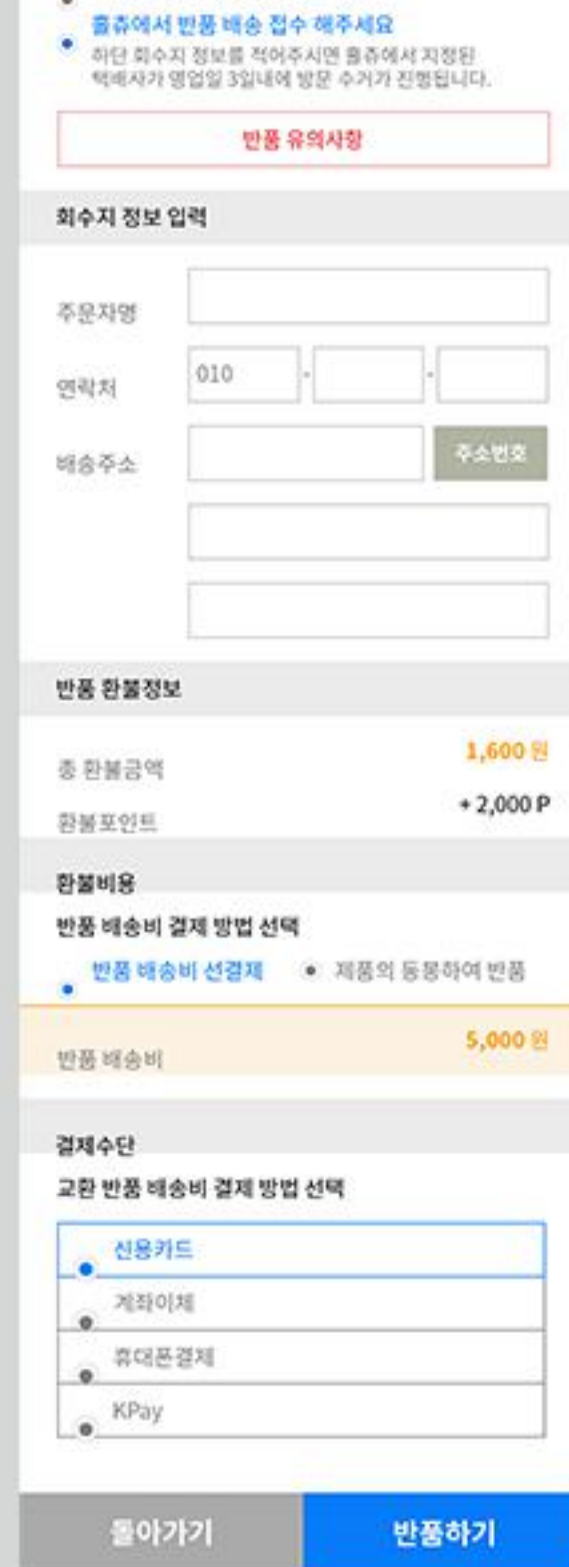 홀쥬에서 반품 배송 접수 해주세요
하단 회수지 정보를 적어주시면 홀쥬에서 지정된
택배사가 영업일 3일내에 방문 수거가 진행됩니다.
반품 유의사항
회수지 정보 입력
주문자명
연락처
010 - -
배송주소
주소번호
반품 환불정보
총 환불금액
1,600 원
환불포인트
+ 2,000 P
환불비용
반품 배송비 결제 방법 선택
반품 배송비 선결제
제품의 동봉하여 반품
반품 배송비
5,000 원
결제수단
교환 반품 배송비 결제 방법 선택
신용카드
계좌이체
휴대폰결제
KPay
돌아가기
반품하기